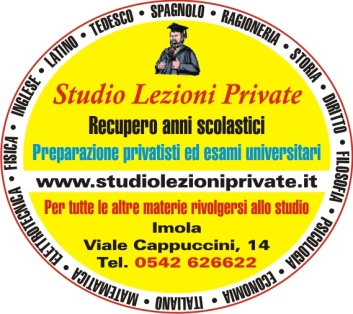 ITALIANO • MATEMATICA • ELETTROTECNICA • FISICA • INGLESE • LATINO • TEDESCO • SPAGNOLO • RAGIONERIA • STORIA • DIRITTO • FILOSOFIA • PSICOLOGIA • ECONOMIA •
Studio Lezioni Private
Recupero anni scolastici
Preparazione privatisti ed esami universitari
www.studiolezioniprivate.it
Per tutte le altre materie rivolgersi allo studio
Imola
Viale Cappuccini, 14
Tel. 0542 626622